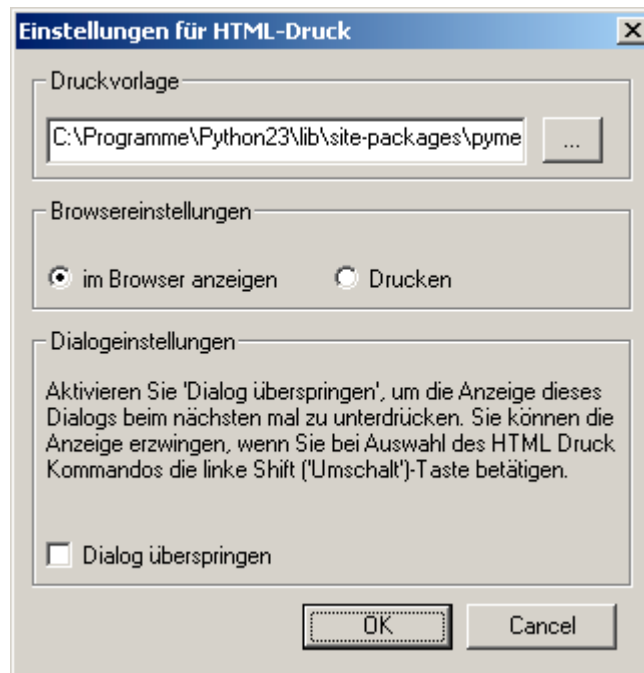 Einstellungen für HTML-Druck
Druckvorlage
C:\Programme\Python23\lib\site-packages\pyme
...
Browsereinstellungen
im Browser anzeigen Drucken
Dialogeinstellungen
Aktivieren Sie 'Dialog überspringen', um die Anzeige dieses
Dialogs beim nächsten mal zu unterdrücken. Sie können die
Anzeige erzwingen, wenn Sie bei Auswahl des HTML Druck
Kommandos die linke Shift ('Umschalt')-Taste betätigen.
Dialog überspringen
OK Cancel